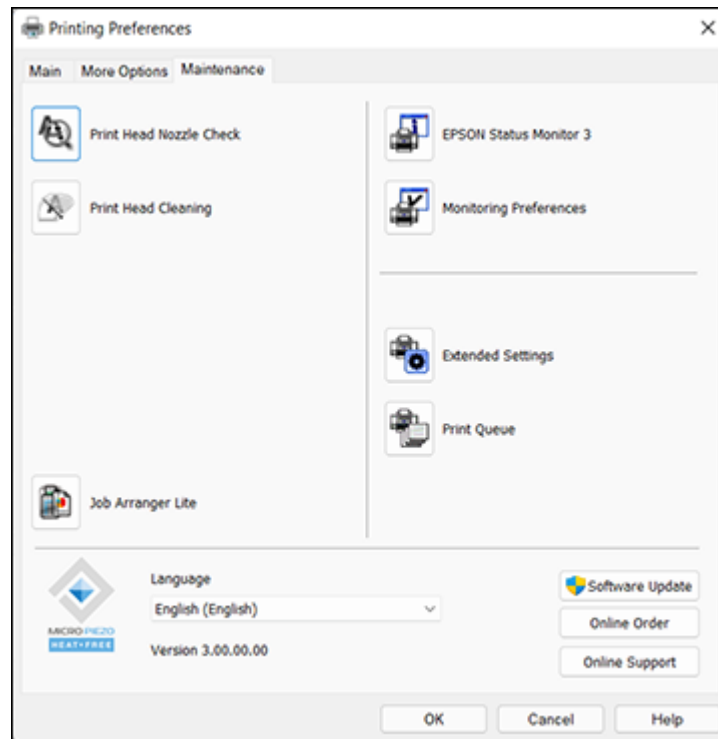 Printing Preferences
Main More Options Maintenance
Print Head Nozzle Check
Print Head Cleaning
Job Arranger Lite
EPSON Status Monitor 3
Monitoring Preferences
Extended Settings
Print Queue
MICRO PIEZO
HEAT-FREE
Language
English (English)
Version 3.00.00.00
Software Update
Online Order
Online Support
OK Cancel Help